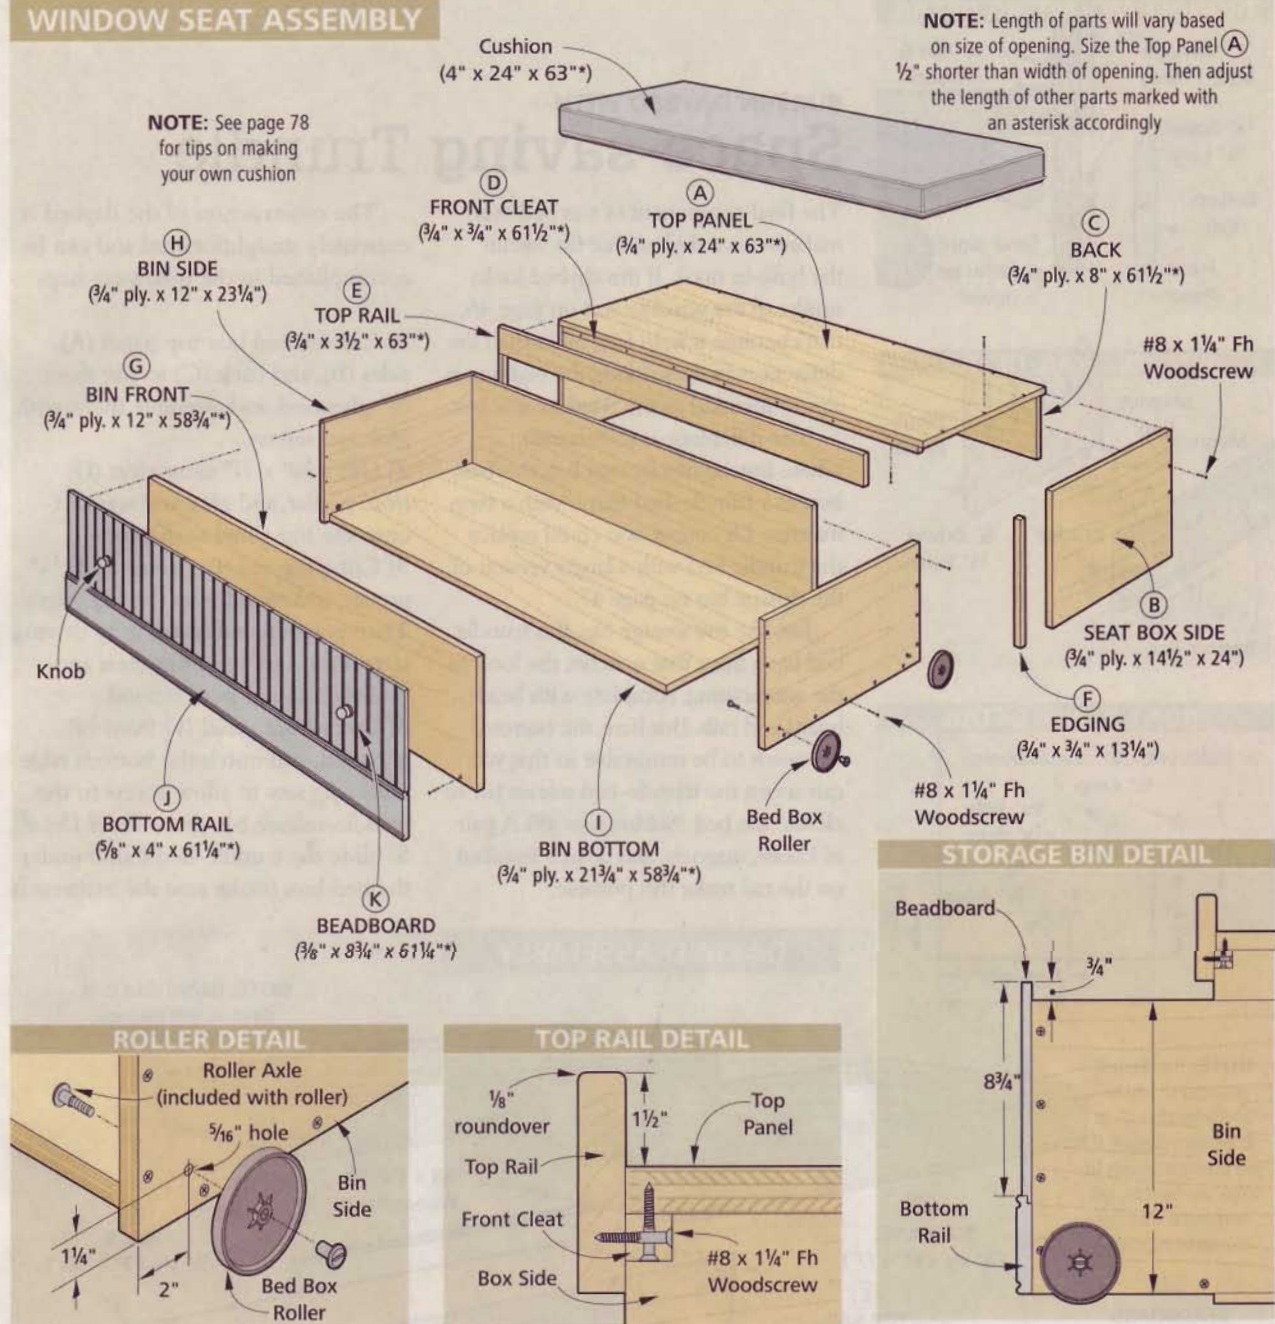 WINDOW SEAT ASSEMBLY
NOTE: Length of parts will vary based
on size of opening. Size the Top Panel (A)
½" shorter than width of opening. Then adjust
the length of other parts marked with
an asterisk accordingly
Cushion
(4" x 24" x 63"*)
NOTE: See page 78
for tips on making
your own cushion
D
FRONT CLEAT
(¾" x ¾" x 61½"*)
A
TOP PANEL
(¾" ply. x 24" x 63"*)
C
BACK
(¾" ply. x 8" x 61½"*)
H
BIN SIDE
(¾" ply. x 12" x 23¼")
E
TOP RAIL
(¾" x 3½" x 63"*)
#8 x 1¼" Fh
Woodscrew
G
BIN FRONT
(¾" ply. x 12" x 58¾"*)
B
SEAT BOX SIDE
(¾" ply. x 14½" x 24")
Knob
F
EDGING
(¾" x ¾" x 13¼")
J
BOTTOM RAIL
(⅝" x 4" x 61¼"*)
I
BIN BOTTOM
(¾" ply. x 21¾" x 58¾"*)
Bed Box
Roller
#8 x 1¼" Fh
Woodscrew
K
BEADBOARD
(⅜" x 8¾" x 61¼"*)
STORAGE BIN DETAIL
Beadboard
¾"
8¾"
Bin
Side
12"
Bottom
Rail
ROLLER DETAIL
Roller Axle
(included with roller)
5/16" hole
Bin
Side
1¼"
2"
Bed Box
Roller
TOP RAIL DETAIL
⅛"
roundover
1½"
Top
Panel
Top Rail
Front Cleat
Box Side
#8 x 1¼" Fh
Woodscrew